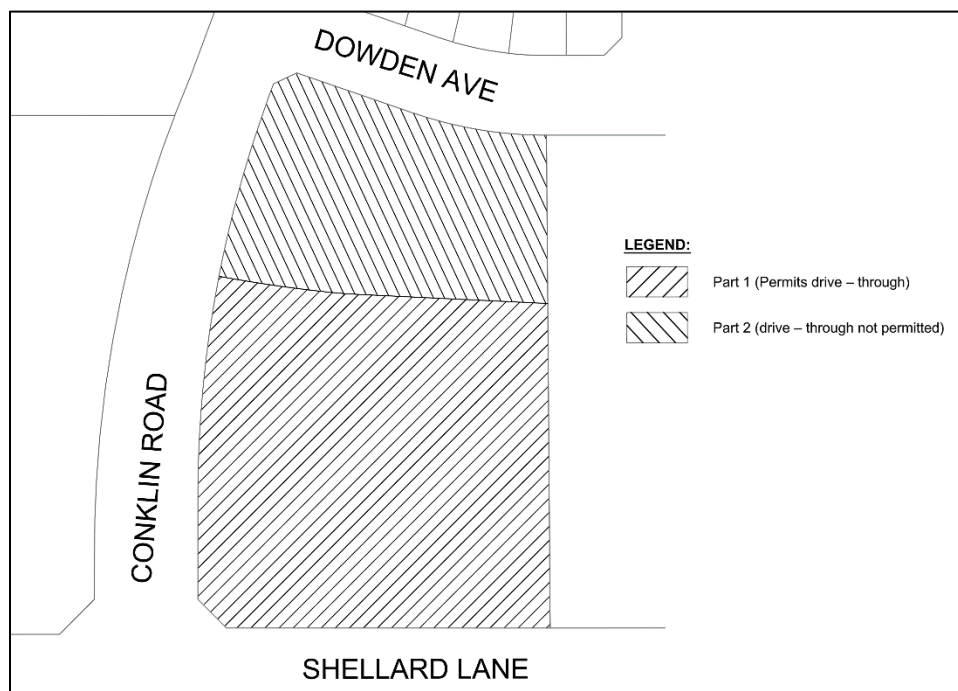 DOWDEN AVE
LEGEND:
Part 1 (Permits drive – through)
Part 2 (drive – through not permitted)
CONKLIN ROAD
SHELLARD LANE